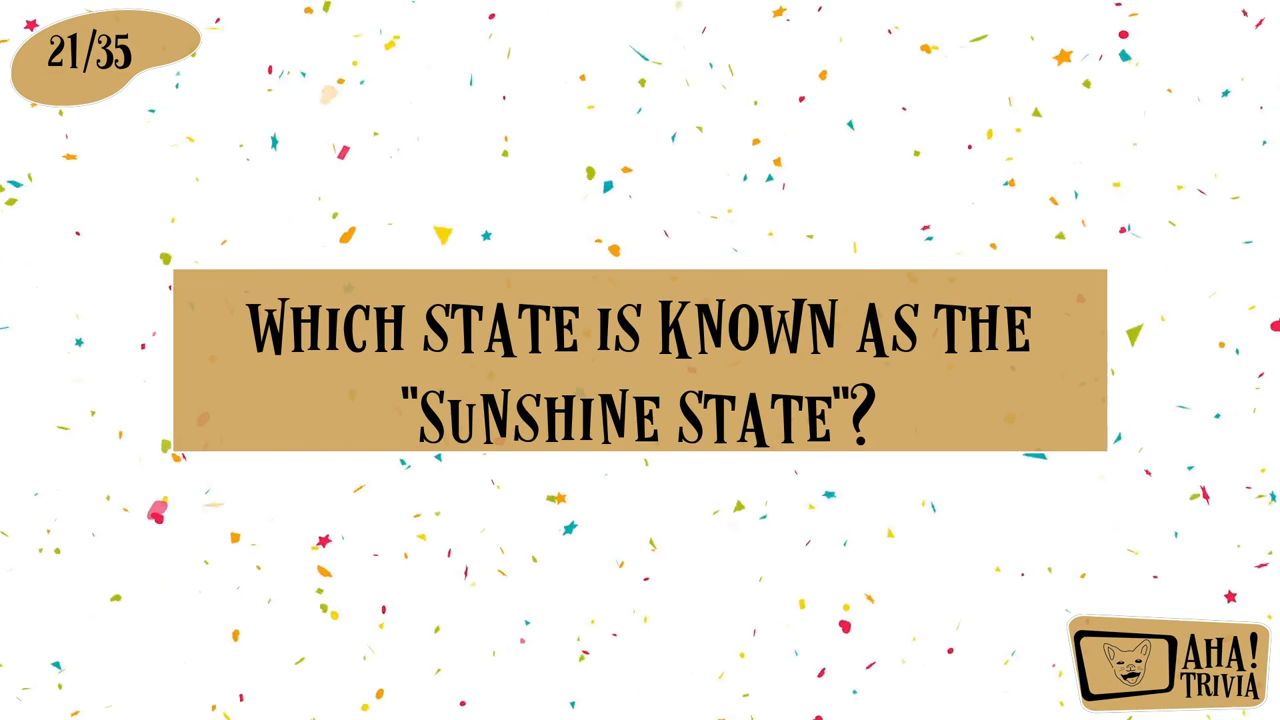 21/35
WHICH STATE IS KNOWN AS THE
"SUNSHINE STATE"?
AHA!
TRIVIA